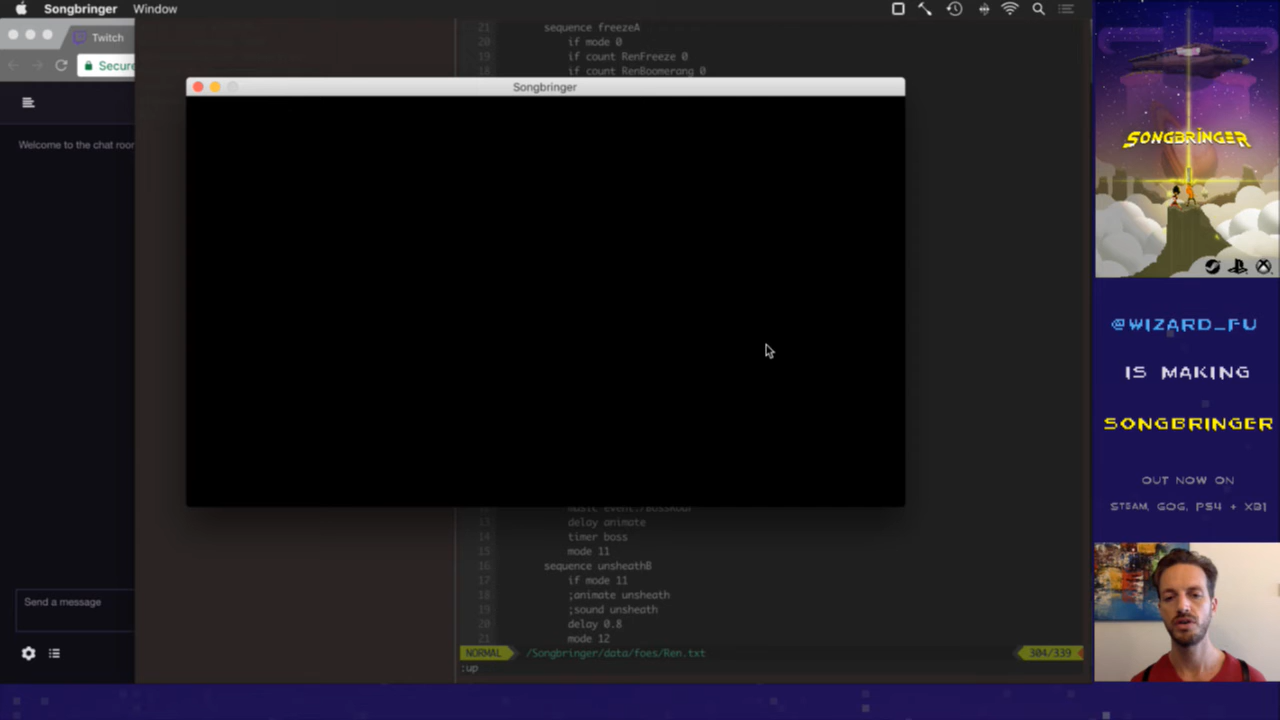 Songbringer Window
Twitch
Secure
Welcome to the chat roor
Send a message
21 sequence freezeA
20 if mode 0
19 if count RenFreeze 0
18 if count RenBoomerang 0
Songbringer
13 delay animate
14 timer boss
15 mode 11
16 sequence unsheathB
17 if mode 11
18 ;animate unsheath
19 ;sound unsheath
20 delay 0.8
21 mode 12
NORMAL /Songbringer/data/foes/Ren.txt 304/339
:up
SONGBRINGER
@WIZARD_FU
IS MAKING
SONGBRINGER
OUT NOW ON
STEAM, GOG, PS4 + XB1